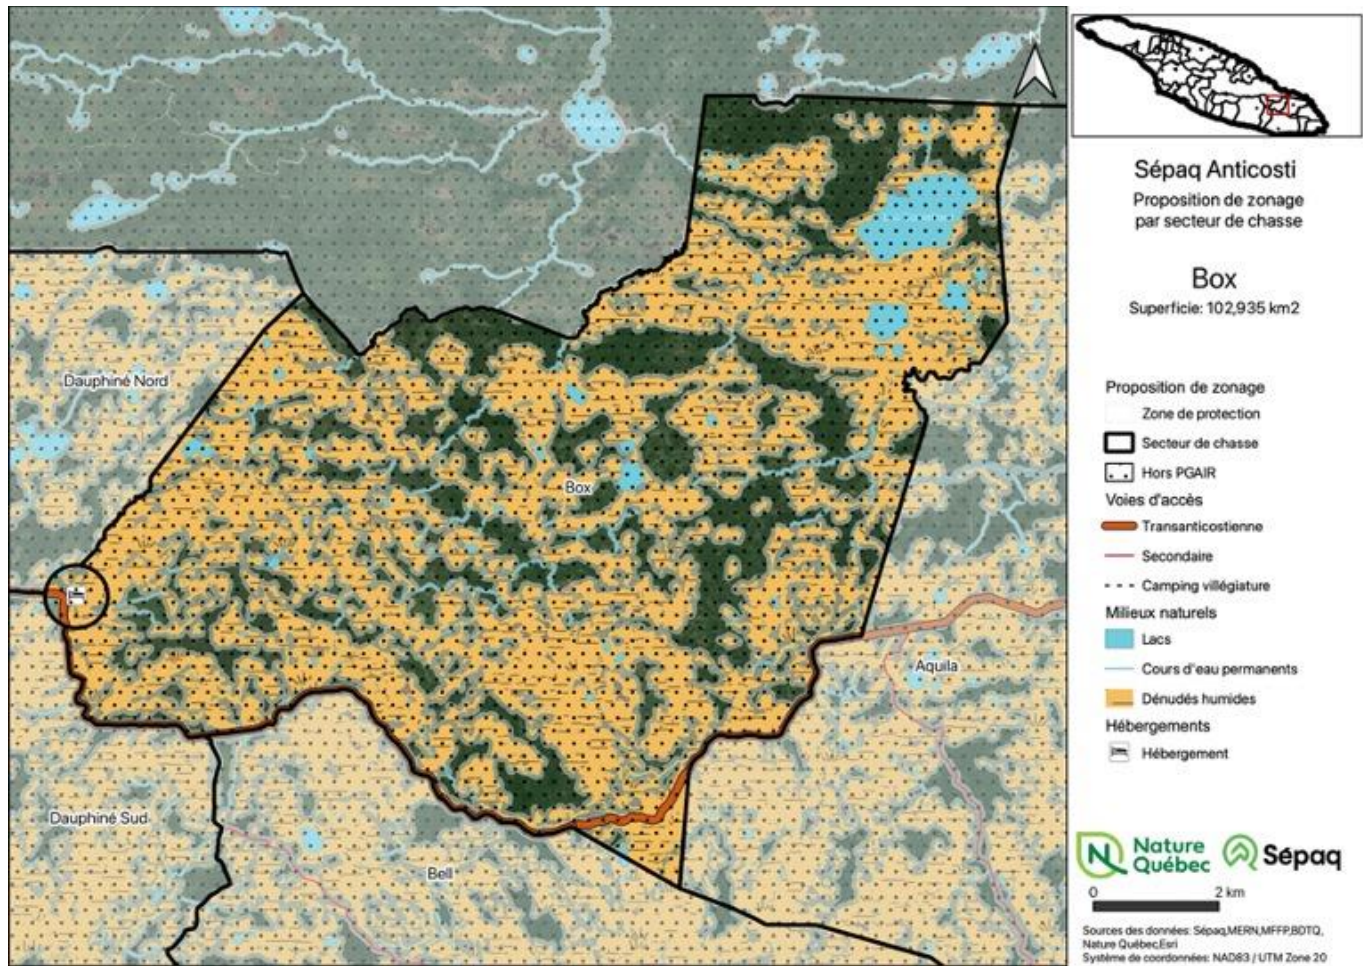 N
Dauphiné Nord
Box
Aquila
Dauphiné Sud
Bell
Sépaq Anticosti
Proposition de zonage
par secteur de chasse
Box
Superficie: 102,935 km2
Proposition de zonage
Zone de protection
Secteur de chasse
Hors PGAIR
Voies d'accès
Transanticostienne
Secondaire
Camping villégiature
Milieux naturels
Lacs
Cours d'eau permanents
Dénudés humides
Hébergements
Hébergement
Nature
Québec
Sépaq
0 2 km
Sources des données: Sépaq,MERN,MFFP,BDTQ,
Nature Québec,Esri
Système de coordonnées: NAD83 / UTM Zone 20